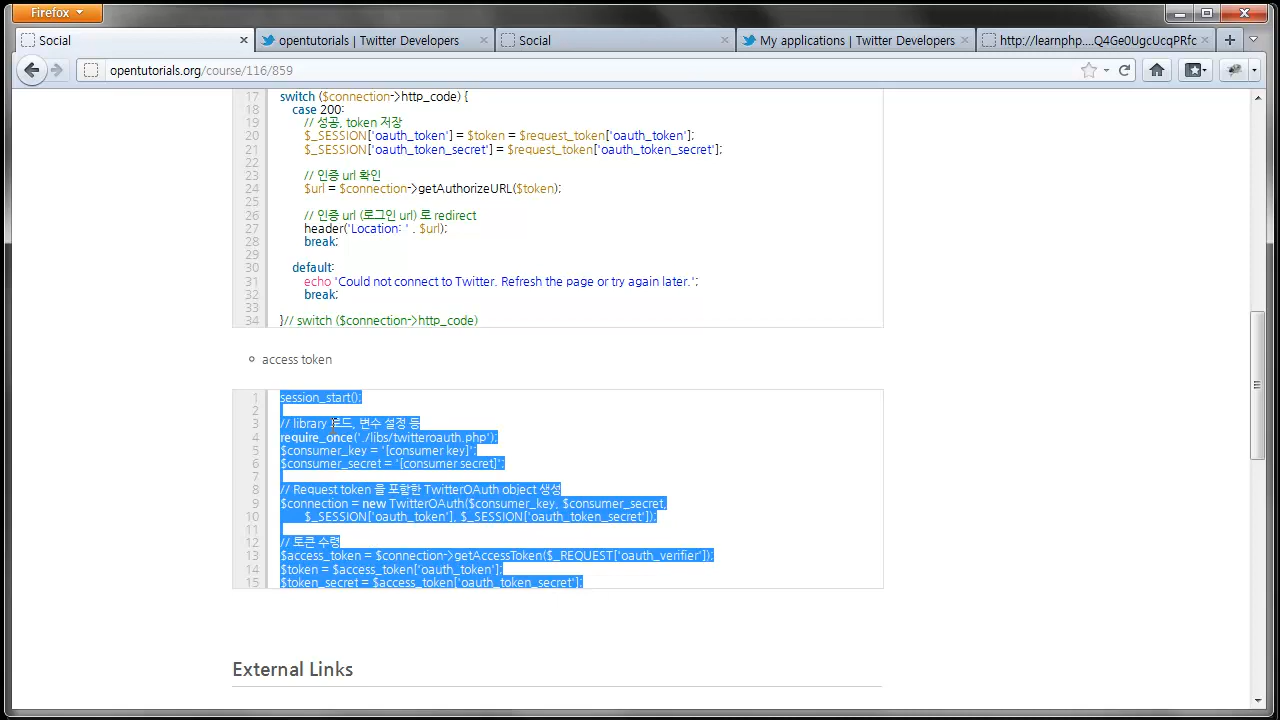 Firefox
Social
opentutorials | Twitter Developers
Social
My applications | Twitter Developers
http://learnphp....Q4Ge0UgcUcqPRfc
opentutorials.org/course/116/859
17 switch ($connection->http_code) {
18 case 200:
19 // 성공, token 저장
20 $_SESSION['oauth_token'] = $token = $request_token['oauth_token'];
21 $_SESSION['oauth_token_secret'] = $request_token['oauth_token_secret'];
22
23 // 인증 url 확인
24 $url = $connection->getAuthorizeURL($token);
25
26 // 인증 url (로그인 url) 로 redirect
27 header('Location: ' . $url);
28 break;
29
30 default:
31 echo 'Could not connect to Twitter. Refresh the page or try again later.';
32 break;
33
34 }// switch ($connection->http_code)
access token
1 session_start();
2
3 // library 로드, 변수 설정 등
4 require_once('./libs/twitteroauth.php');
5 $consumer_key = '[consumer key]';
6 $consumer_secret = '[consumer secret]';
7
8 // Request token 을 포함한 TwitterOAuth object 생성
9 $connection = new TwitterOAuth($consumer_key, $consumer_secret,
10 $_SESSION['oauth_token'], $_SESSION['oauth_token_secret']);
11
12 // 토큰 수령
13 $access_token = $connection->getAccessToken($_REQUEST['oauth_verifier']);
14 $token = $access_token['oauth_token'];
15 $token_secret = $access_token['oauth_token_secret'];
External Links